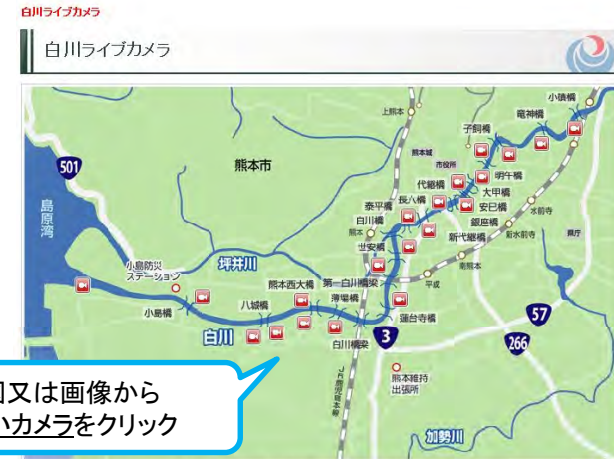 白川ライブカメラ
白川ライブカメラ
小磧橋
竜神橋
上熊本
子飼橋
熊本城
市役所
明午橋
代継橋
大甲橋
安巳橋
長八橋
銀座橋
水前寺
泰平橋
新代継橋
新水前寺
県庁
白川橋
熊本
世安橋
南熊本
平成
501
熊本市
島原湾
小島防災
ステーション
坪井川
熊本西大橋
第一白川橋梁
薄場橋
八城橋
小島橋
蓮台寺橋
白川
白川橋梁
3
57
266
JR鹿児島本線
熊本維持
出張所
加勢川
又は画像から
いカメラをクリック